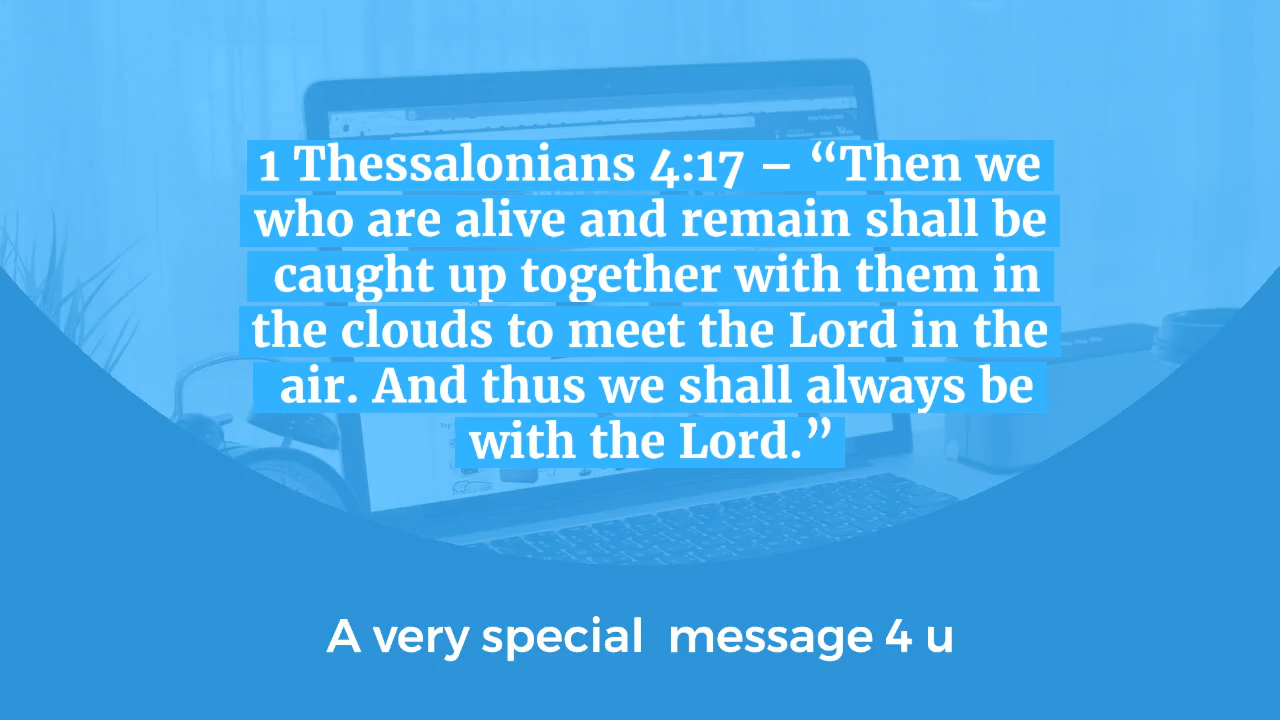 1 Thessalonians 4:17 – “Then we
who are alive and remain shall be
caught up together with them in
the clouds to meet the Lord in the
air. And thus we shall always be
with the Lord.”
A very special message 4 u